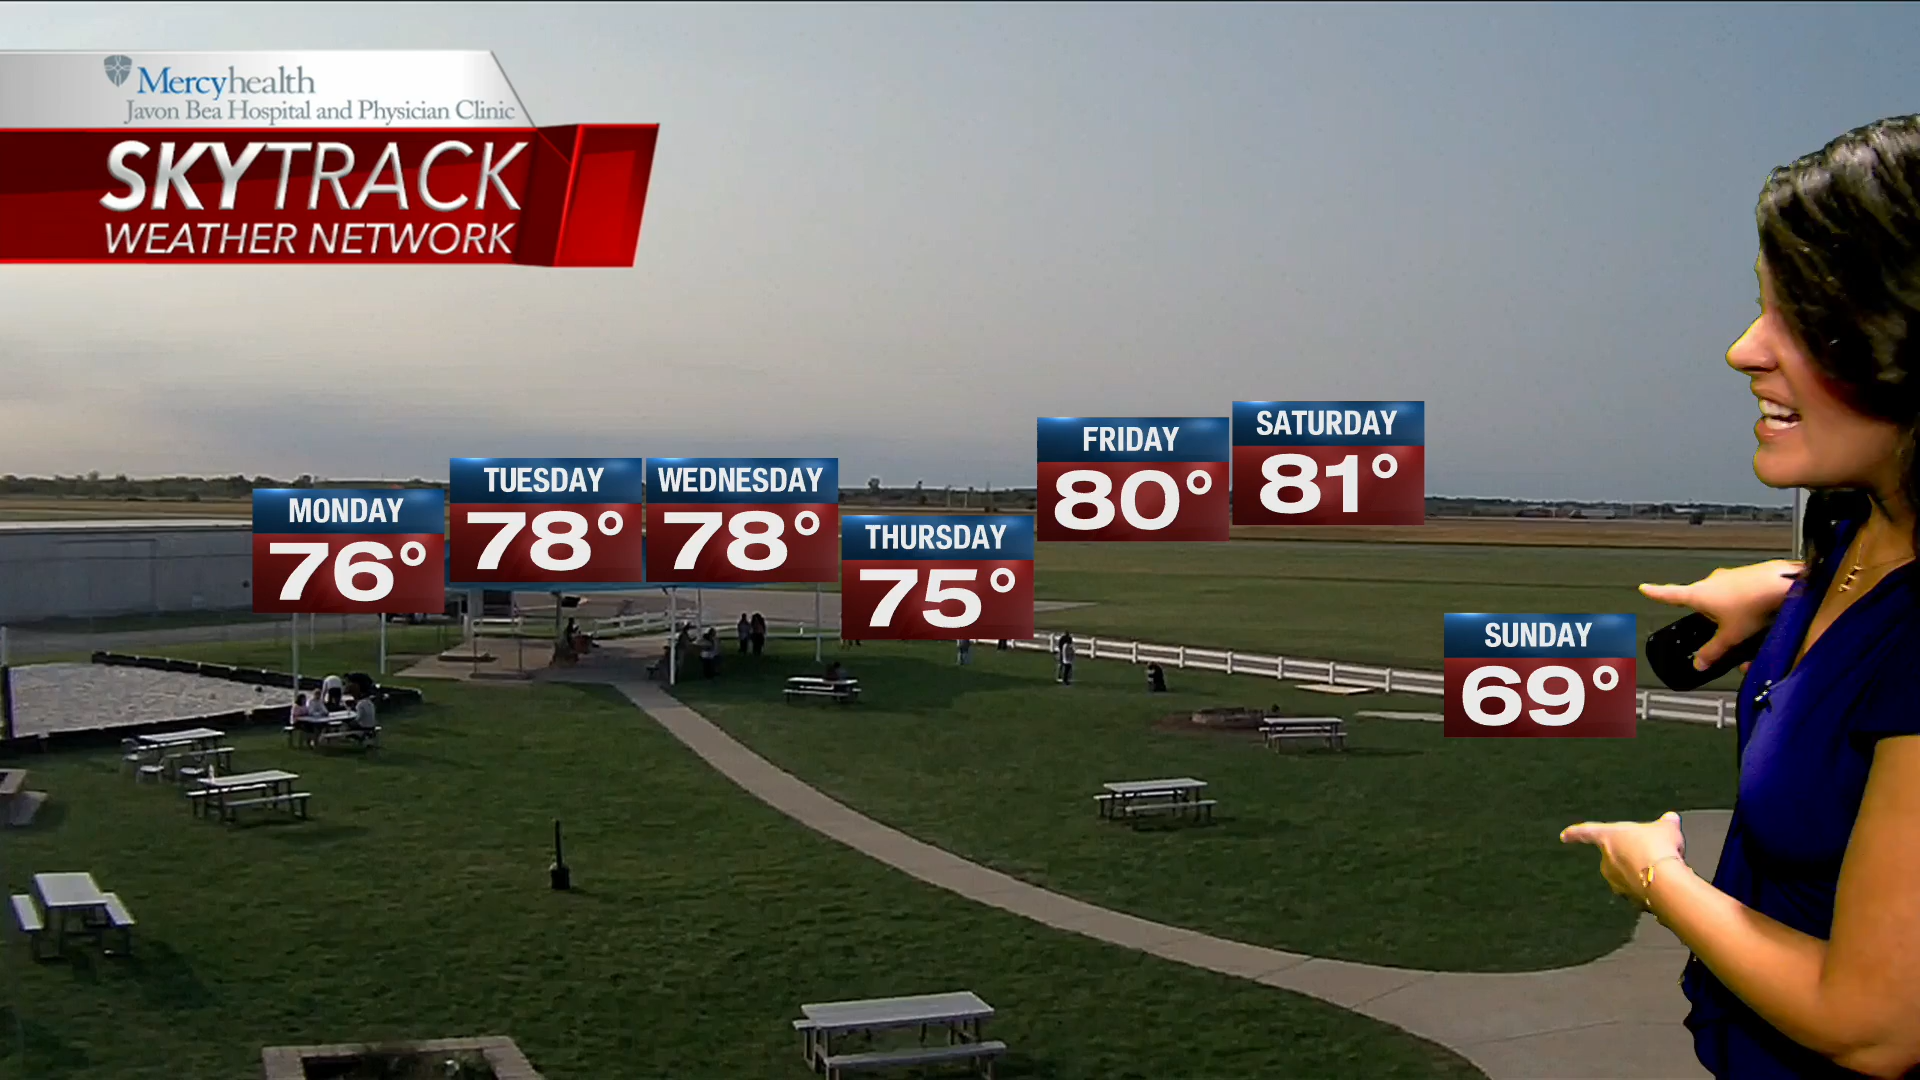 Mercyhealth
Javon Bea Hospital and Physician Clinic
SKYTRACK
WEATHER NETWORK
MONDAY
76°
TUESDAY
78°
WEDNESDAY
78°
THURSDAY
75°
FRIDAY
80°
SATURDAY
81°
SUNDAY
69°